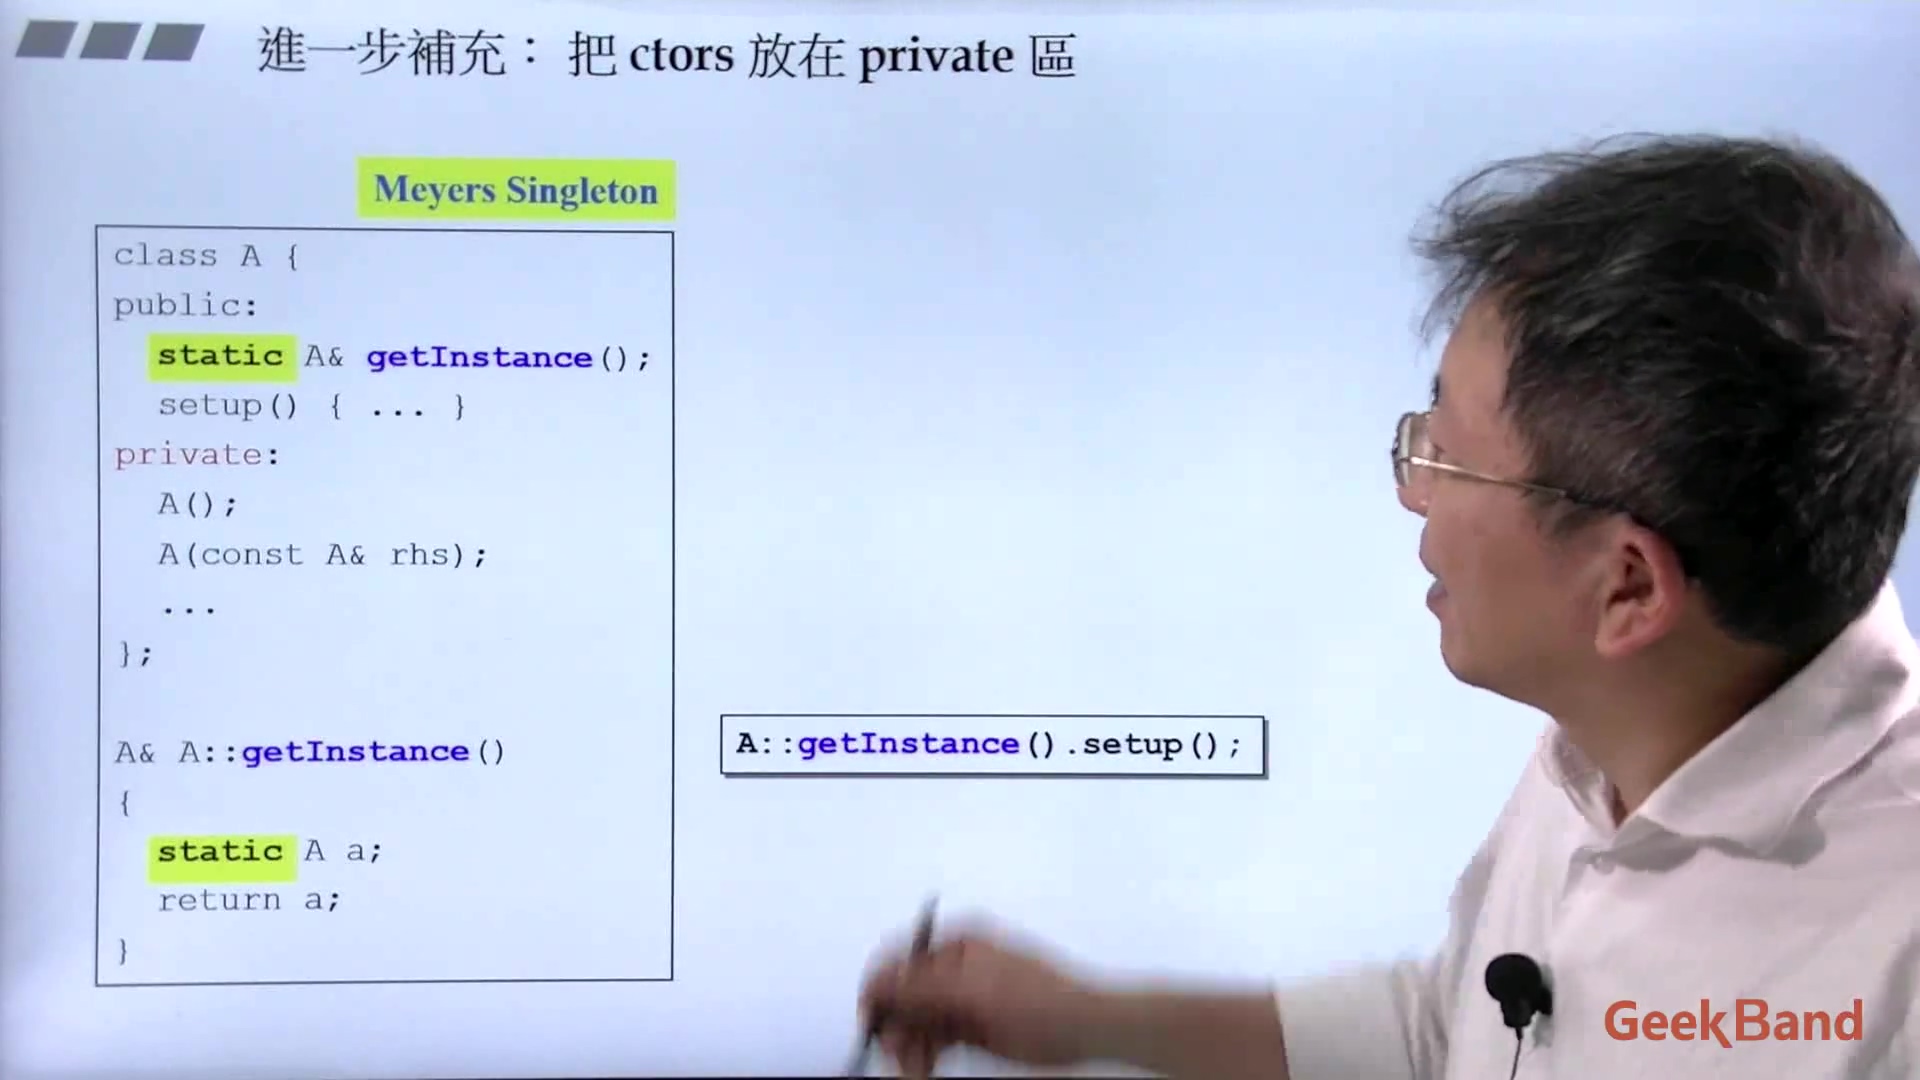 進一步補充： 把 ctors 放在 private 區
Meyers Singleton
class A {
public:
static A& getInstance();
setup() { ... }
private:
A();
A(const A& rhs);
...
};
A& A::getInstance()
{
static A a;
return a;
}
A::getInstance().setup();
GeekBand